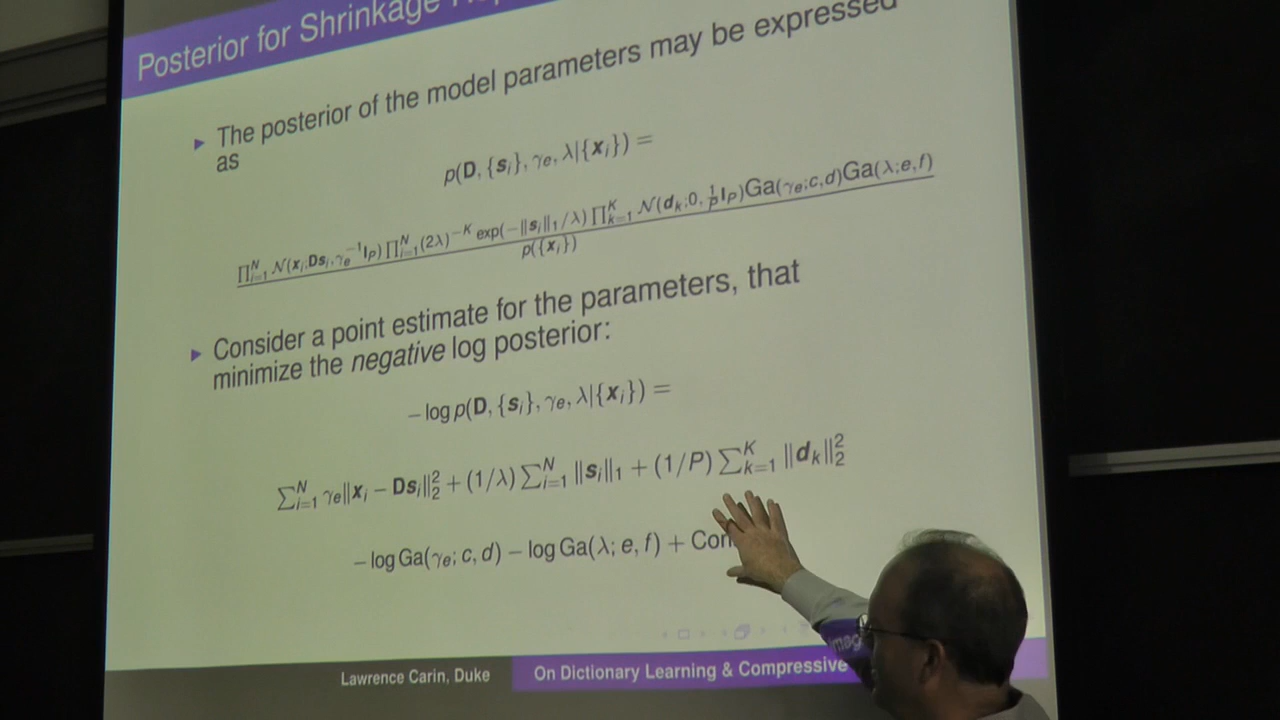 Posterior for Shrinkage
► The posterior of the model parameters may be expressed
as
p(D, {s_i}, γ_e, λ|{x_i}) =
∏_{i=1}^N N(x_i; Ds_i, γ_e^{-1}I_P) ∏_{i=1}^N (2λ)^{-K} exp(−‖s_i‖_1/λ) ∏_{k=1}^K N(d_k; 0, 1/P I_P)Ga(γ_e; c, d)Ga(λ; e, f)
p({x_i})
► Consider a point estimate for the parameters, that
minimize the negative log posterior:
− log p(D, {s_i}, γ_e, λ|{x_i}) =
∑_{i=1}^N γ_e‖x_i − Ds_i‖_2^2 + (1/λ) ∑_{i=1}^N ‖s_i‖_1 + (1/P) ∑_{k=1}^K ‖d_k‖_2^2
− log Ga(γ_e; c, d) − log Ga(λ; e, f) +
Lawrence Carin, Duke On Dictionary Learning & Compressive